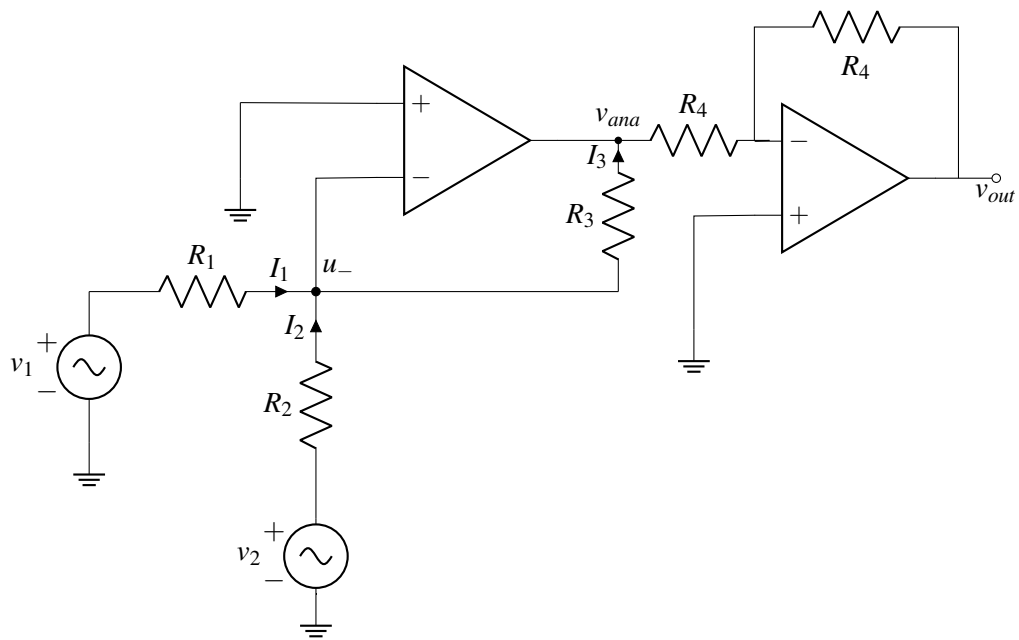 R4
vana
R4
+
−
I3
−
+
R3
vout
R1
I1
u−
I2
+
v1
−
R2
+
v2
−